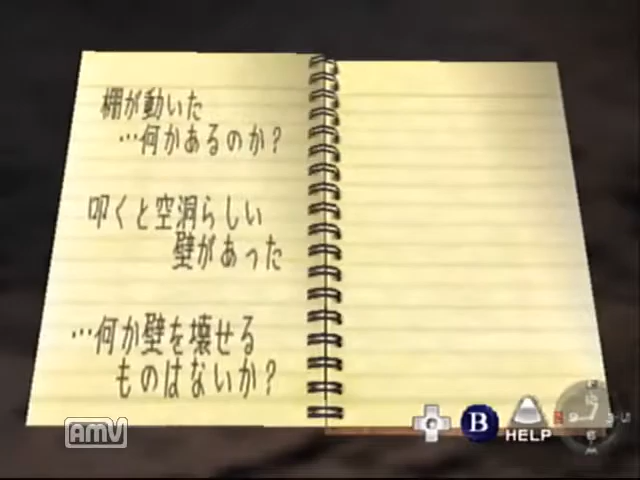 棚が動いた
…何かあるのか?
叩くと空洞らしい
壁があった
…何か壁を壊せる
ものはないか?
B
HELP
AMV